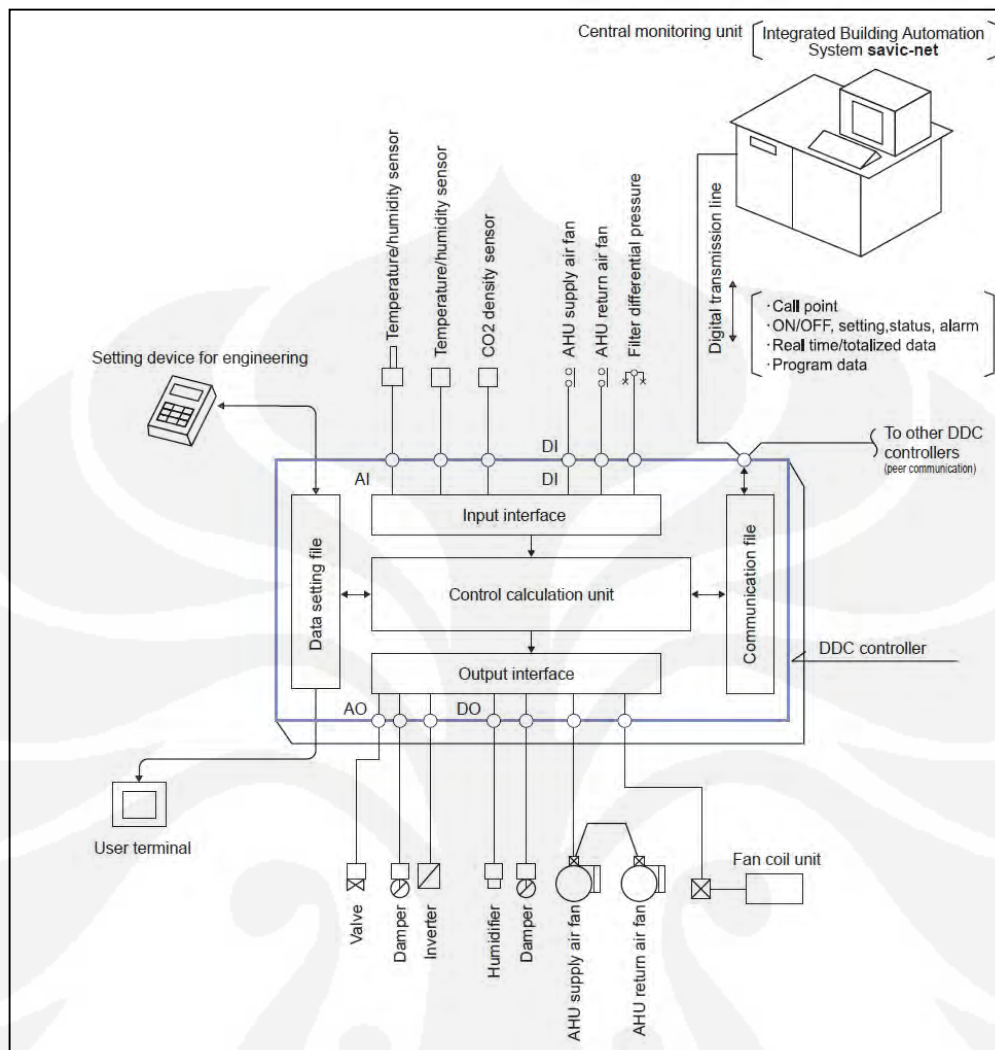 Central monitoring unit
Integrated Building Automation
System savic-net
Temperature/humidity sensor
Temperature/humidity sensor
CO2 density sensor
AHU supply air fan
AHU return air fan
Filter differential pressure
Digital transmission line
·Call point
·ON/OFF, setting,status, alarm
·Real time/totalized data
·Program data
Setting device for engineering
To other DDC
controllers
(peer communication)
DI
AI
DI
Input interface
Data setting file
Control calculation unit
Communication file
DDC controller
Output interface
AO
DO
User terminal
Valve
Damper
Inverter
Humidifier
Damper
AHU supply air fan
AHU return air fan
Fan coil unit